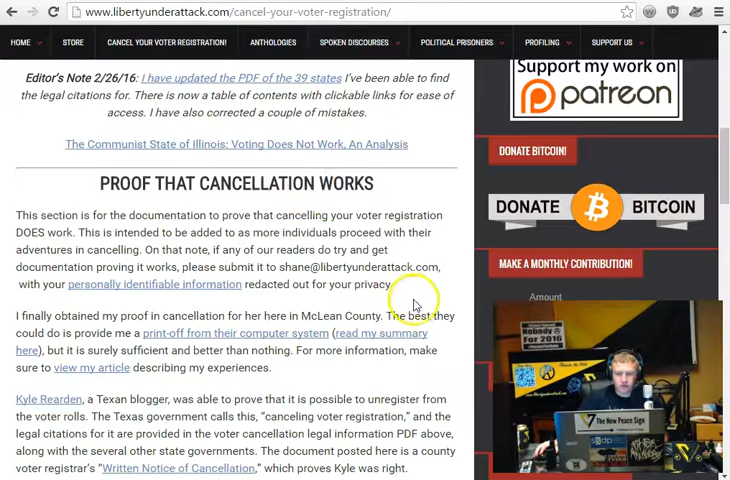 www.libertyunderattack.com/cancel-your-voter-registration/
HOME STORE CANCEL YOUR VOTER REGISTRATION! ANTHOLOGIES SPOKEN DISCOURSES POLITICAL PRISONERS PROFILING SUPPORT US
Editor's Note 2/26/16: I have updated the PDF of the 39 states I've been able to find
the legal citations for. There is now a table of contents with clickable links for ease of
access. I have also corrected a couple of mistakes.
The Communist State of Illinois: Voting Does Not Work, An Analysis
PROOF THAT CANCELLATION WORKS
This section is for the documentation to prove that cancelling your voter registration
DOES work. This is intended to be added to as more individuals proceed with their
adventures in cancelling. On that note, if any of our readers do try and get
documentation proving it works, please submit it to shane@libertyunderattack.com,
with your personally identifiable information redacted out for your privacy.
I finally obtained my proof in cancellation for her here in McLean County. The best they
could do is provide me a print-off from their computer system (read my summary
here), but it is surely sufficient and better than nothing. For more information, make
sure to view my article describing my experiences.
Kyle Rearden, a Texan blogger, was able to prove that it is possible to unregister from
the voter rolls. The Texas government calls this, "canceling voter registration," and the
legal citations for it are provided in the voter cancellation legal information PDF above,
along with the several other state governments. The document posted here is a county
voter registrar's "Written Notice of Cancellation," which proves Kyle was right.
Support my work on
patreon
DONATE BITCOIN!
DONATE BITCOIN
MAKE A MONTHLY CONTRIBUTION!
Amount
Nobody
For 2016
The New Peace Sign